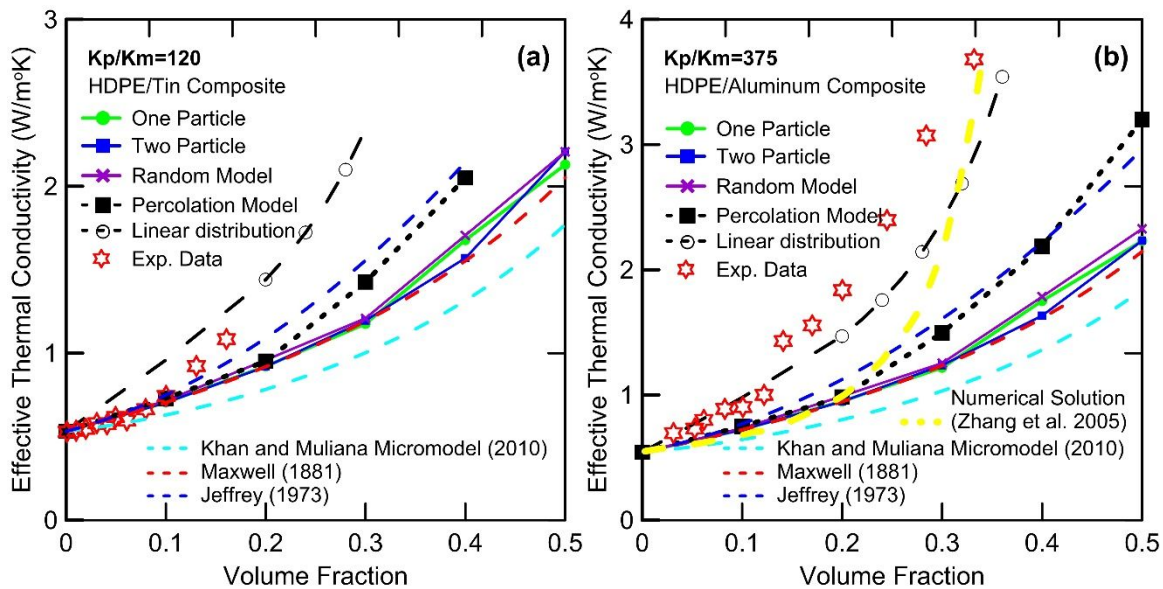 Effective Thermal Conductivity (W/m°K)
3
2
1
0
Kp/Km=120
(a)
HDPE/Tin Composite
One Particle
Two Particle
Random Model
Percolation Model
Linear distribution
Exp. Data
Khan and Muliana Micromodel (2010)
Maxwell (1881)
Jeffrey (1973)
0 0.1 0.2 0.3 0.4 0.5
Volume Fraction
Effective Thermal Conductivity (W/m°K)
4
3
2
1
0
Kp/Km=375
(b)
HDPE/Aluminum Composite
One Particle
Two Particle
Random Model
Percolation Model
Linear distribution
Exp. Data
Numerical Solution
(Zhang et al. 2005)
Khan and Muliana Micromodel (2010)
Maxwell (1881)
Jeffrey (1973)
0 0.1 0.2 0.3 0.4 0.5
Volume Fraction